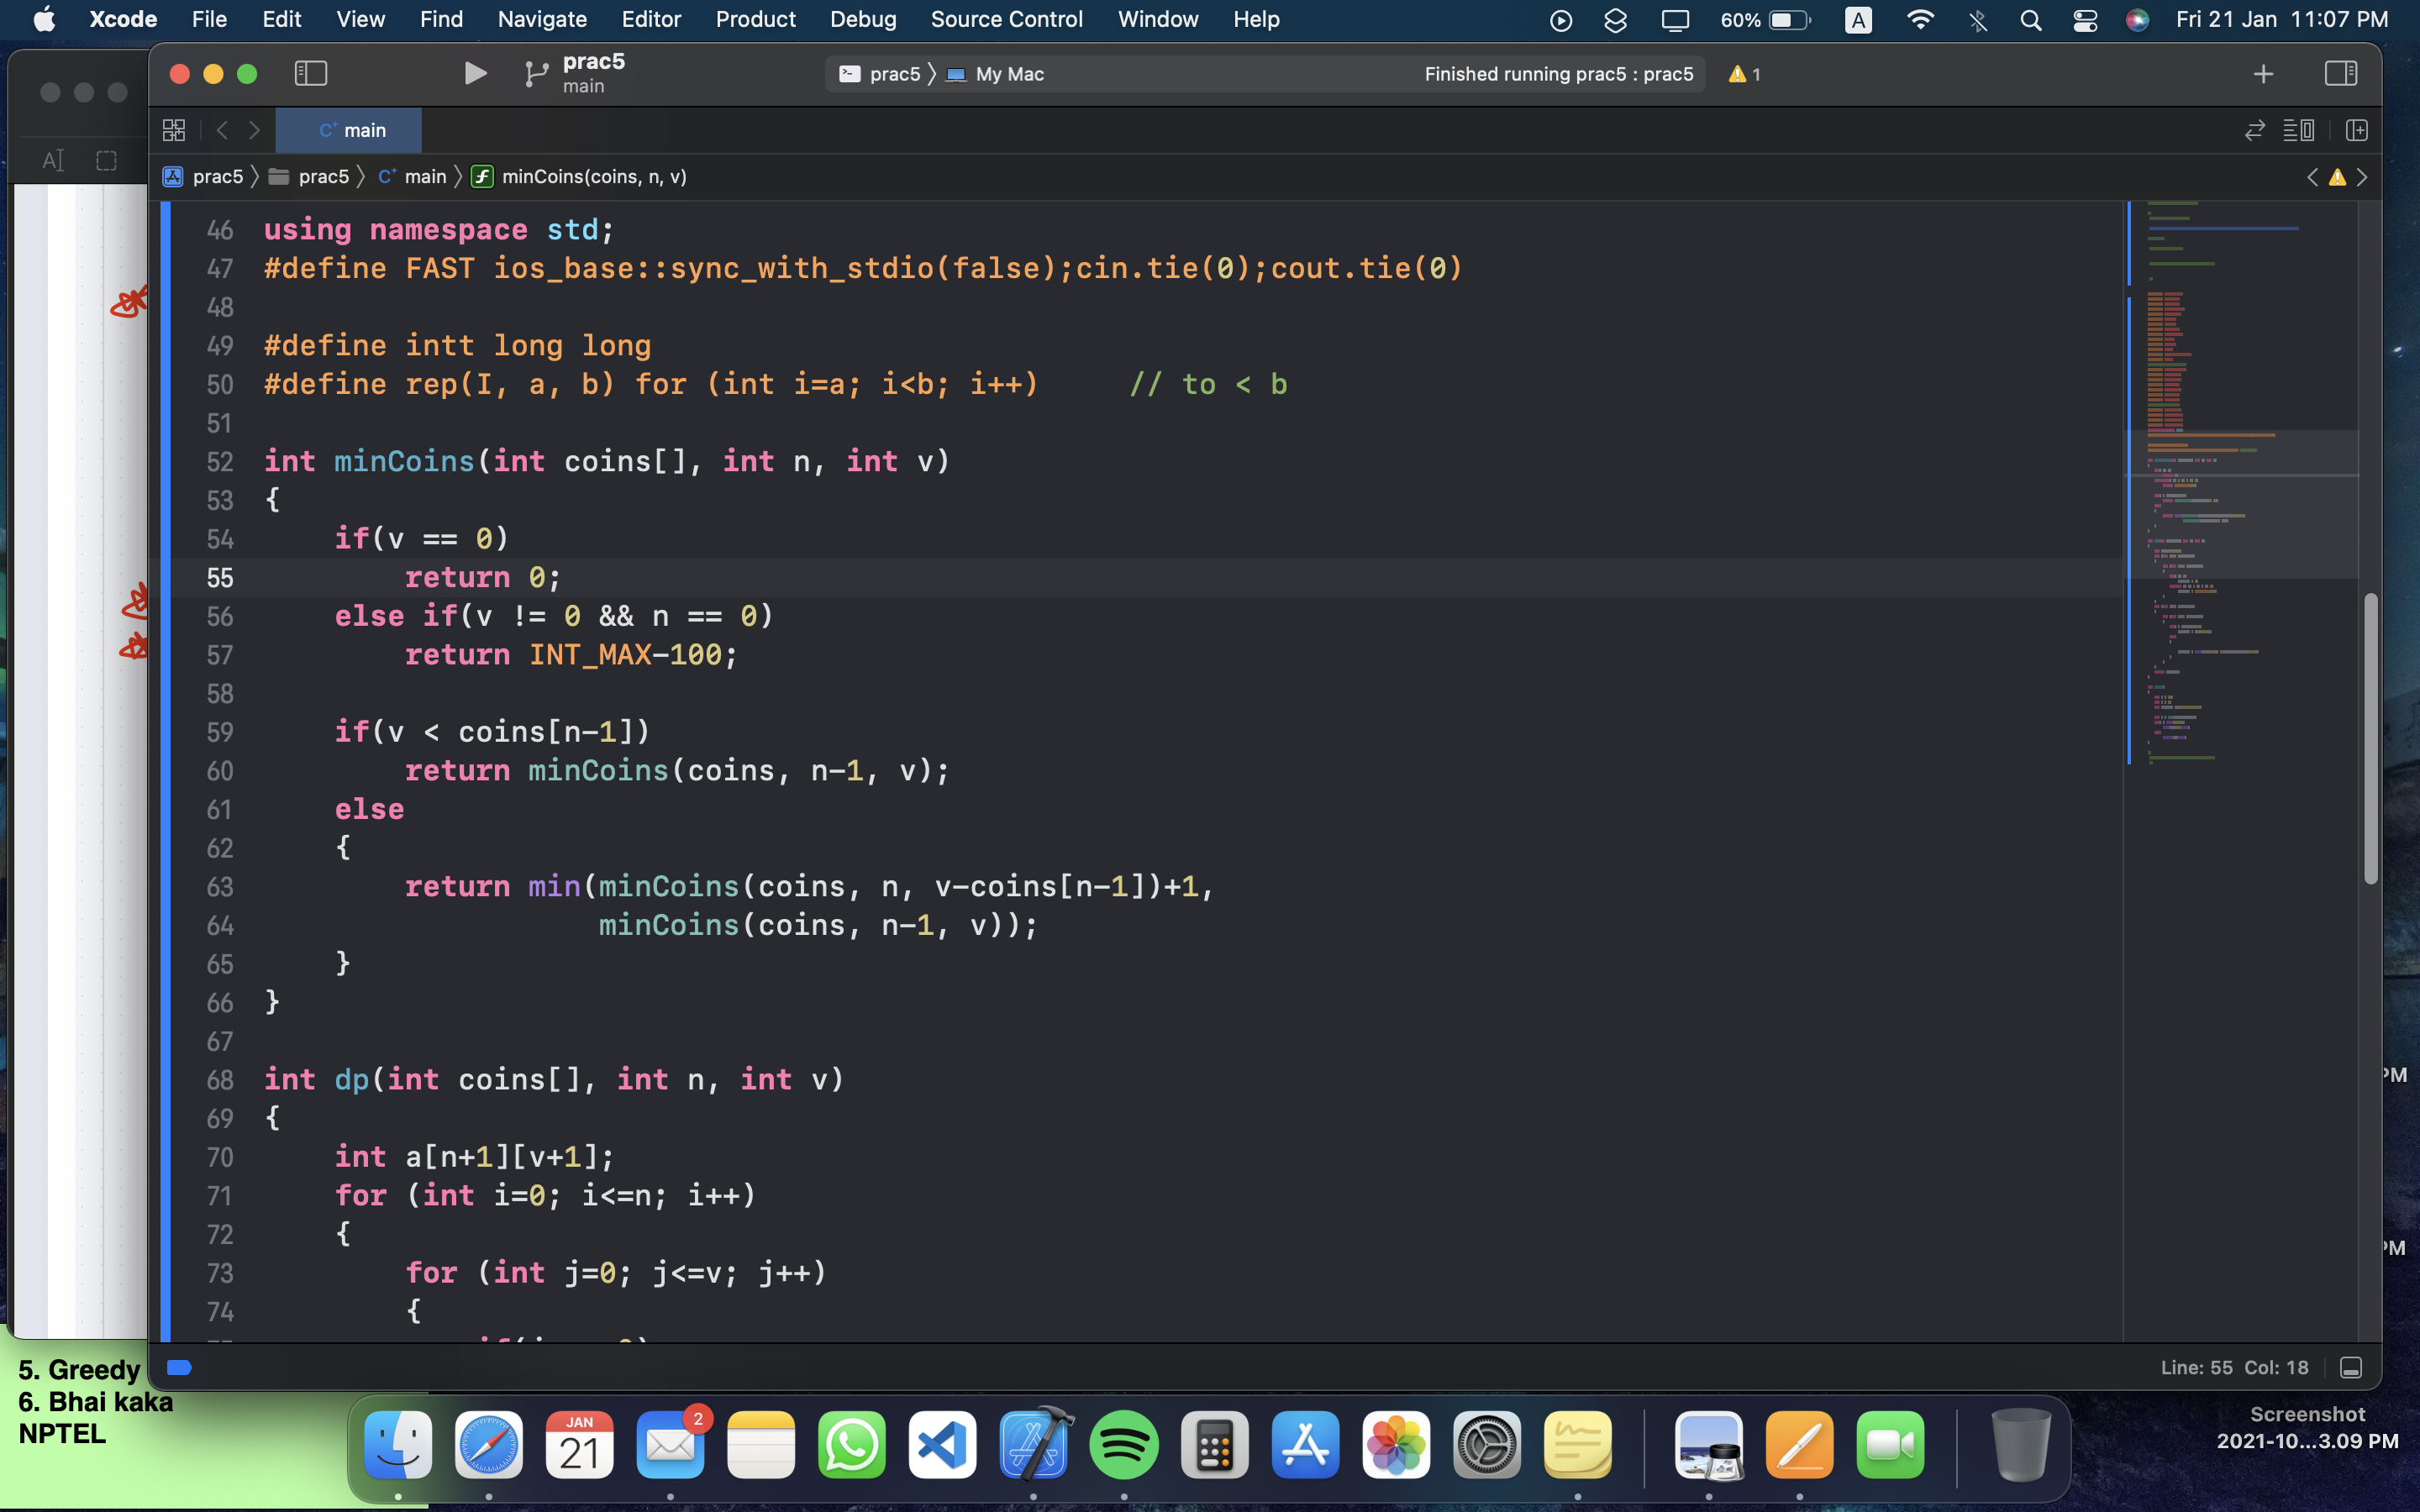 Xcode File Edit View Find Navigate Editor Product Debug Source Control Window Help 60% A Fri 21 Jan 11:07 PM
prac5
main
prac5 My Mac Finished running prac5 : prac5 1
main
prac5 prac5 main minCoins(coins, n, v)
46 using namespace std;
47 #define FAST ios_base::sync_with_stdio(false);cin.tie(0);cout.tie(0)
48
49 #define intt long long
50 #define rep(I, a, b) for (int i=a; i<b; i++) // to < b
51
52 int minCoins(int coins[], int n, int v)
53 {
54 if(v == 0)
55 return 0;
56 else if(v != 0 && n == 0)
57 return INT_MAX-100;
58
59 if(v < coins[n-1])
60 return minCoins(coins, n-1, v);
61 else
62 {
63 return min(minCoins(coins, n, v-coins[n-1])+1,
64 minCoins(coins, n-1, v));
65 }
66 }
67
68 int dp(int coins[], int n, int v)
69 {
70 int a[n+1][v+1];
71 for (int i=0; i<=n; i++)
72 {
73 for (int j=0; j<=v; j++)
74 {
Line: 55 Col: 18
PM
PM
5. Greedy
6. Bhai kaka
NPTEL
JAN
21
2
Screenshot
2021-10...3.09 PM